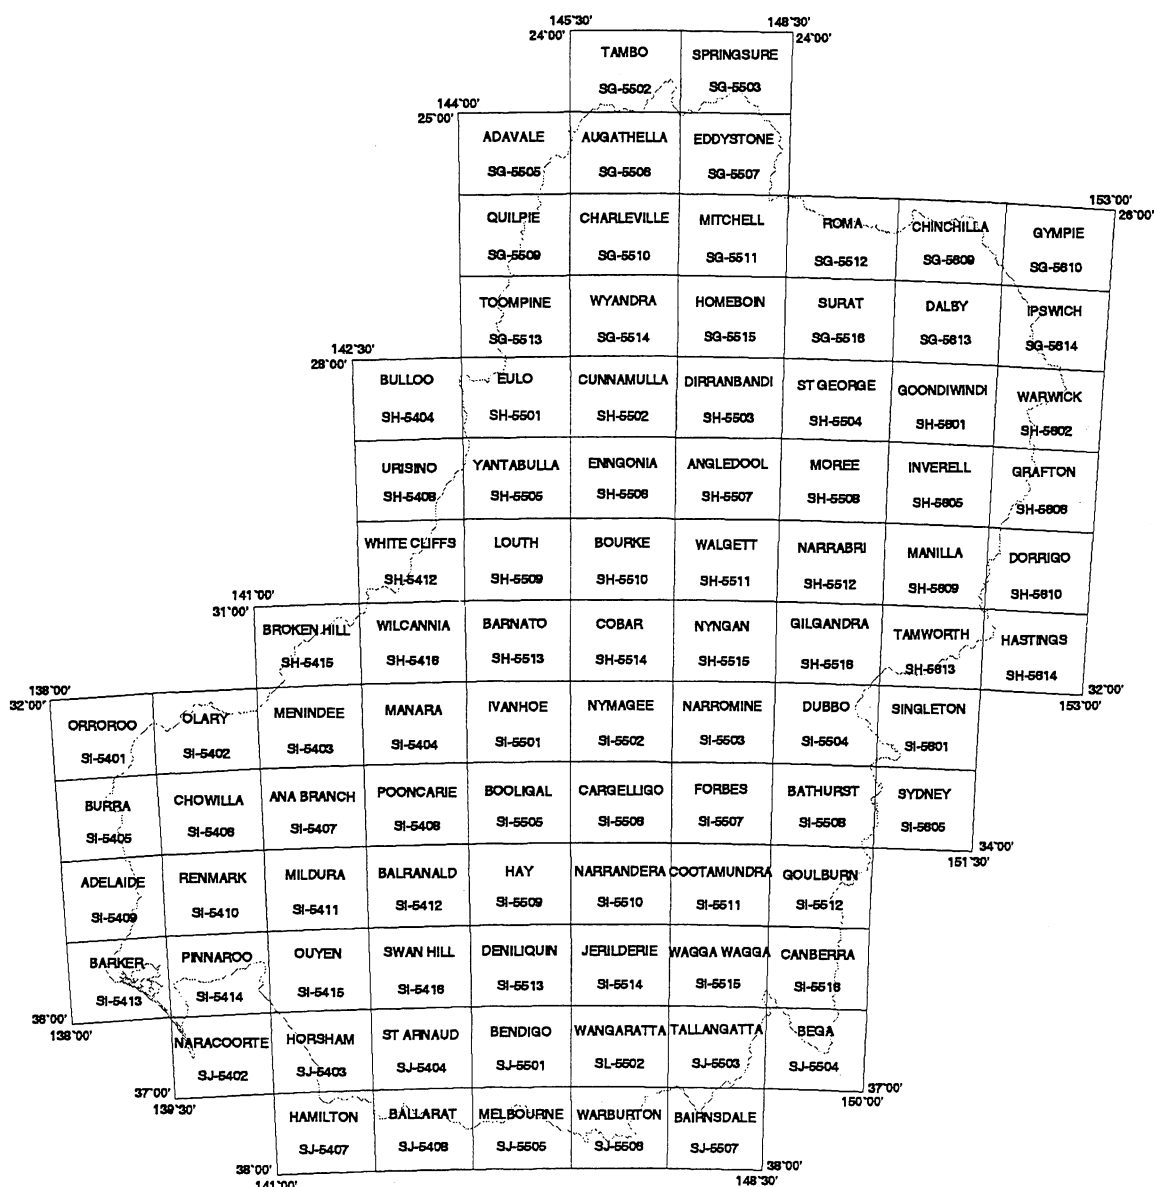 145°30' 148°30'
24°00' 24°00'
TAMBO SPRINGSURE
SG-5502 SG-5503
144°00'
25°00'
ADAVALE AUGATHELLA EDDYSTONE
SG-5505 SG-5506 SG-5507
153°00'
26°00'
QUILPIE CHARLEVILLE MITCHELL ROMA CHINCHILLA GYMPIE
SG-5509 SG-5510 SG-5511 SG-5512 SG-5609 SG-5610
TOOMPINE WYANDRA HOMEBOIN SURAT DALBY IPSWICH
SG-5513 SG-5514 SG-5515 SG-5516 SG-5613 SG-5614
142°30'
28°00'
BULLOO EULO CUNNAMULLA DIRRANBANDI ST GEORGE GOONDIWINDI WARWICK
SH-5404 SH-5501 SH-5502 SH-5503 SH-5504 SH-5601 SH-5602
URISINO YANTABULLA ENNGONIA ANGLEDOOL MOREE INVERELL GRAFTON
SH-5408 SH-5505 SH-5506 SH-5507 SH-5508 SH-5605 SH-5606
WHITE CLIFFS LOUTH BOURKE WALGETT NARRABRI MANILLA DORRIGO
SH-5412 SH-5509 SH-5510 SH-5511 SH-5512 SH-5609 SH-5610
141°00'
31°00'
BROKEN HILL WILCANNIA BARNATO COBAR NYNGAN GILGANDRA TAMWORTH HASTINGS
SH-5415 SH-5416 SH-5513 SH-5514 SH-5515 SH-5516 SH-5613 SH-5614
138°00'
32°00' 32°00'
153°00'
ORROROO OLARY MENINDEE MANARA IVANHOE NYMAGEE NARROMINE DUBBO SINGLETON
SI-5401 SI-5402 SI-5403 SI-5404 SI-5501 SI-5502 SI-5503 SI-5504 SI-5601
BURRA CHOWILLA ANA BRANCH POONCARIE BOOLIGAL CARGELLIGO FORBES BATHURST SYDNEY
SI-5405 SI-5406 SI-5407 SI-5408 SI-5505 SI-5506 SI-5507 SI-5508 SI-5605
34°00'
151°30'
ADELAIDE RENMARK MILDURA BALRANALD HAY NARRANDERA COOTAMUNDRA GOULBURN
SI-5409 SI-5410 SI-5411 SI-5412 SI-5509 SI-5510 SI-5511 SI-5512
BARKER PINNAROO OUYEN SWAN HILL DENILIQUIN JERILDERIE WAGGA WAGGA CANBERRA
SI-5413 SI-5414 SI-5415 SI-5416 SI-5513 SI-5514 SI-5515 SI-5516
36°00'
138°00'
NARACOORTE HORSHAM ST ARNAUD BENDIGO WANGARATTA TALLANGATTA BEGA
SJ-5402 SJ-5403 SJ-5404 SJ-5501 SL-5502 SJ-5503 SJ-5504
37°00' 37°00'
139°30' 150°00'
HAMILTON BALLARAT MELBOURNE WARBURTON BAIRNSDALE
SJ-5407 SJ-5408 SJ-5505 SJ-5506 SJ-5507
38°00' 38°00'
141°00' 148°30'